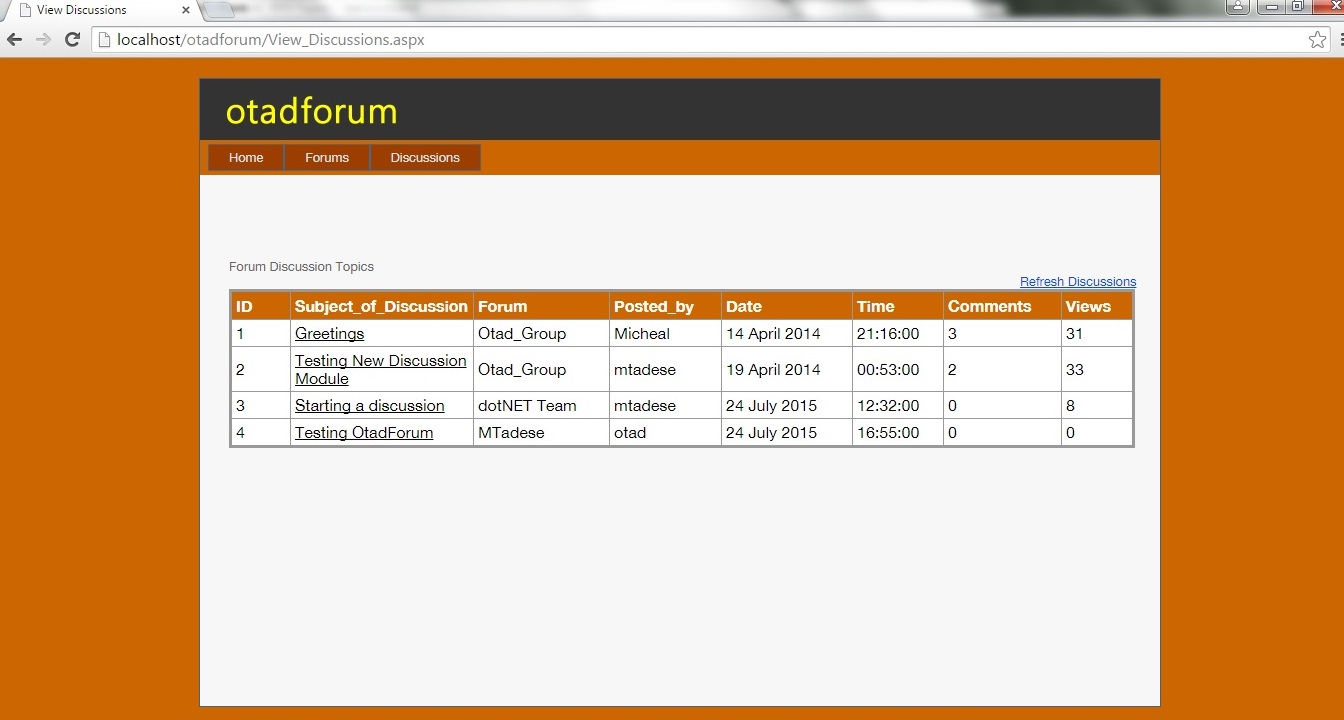 View Discussions
localhost/otadforum/View_Discussions.aspx
otadforum
Home Forums Discussions
Forum Discussion Topics
Refresh Discussions
ID Subject_of_Discussion Forum Posted_by Date Time Comments Views
1 Greetings Otad_Group Micheal 14 April 2014 21:16:00 3 31
2 Testing New Discussion Module Otad_Group mtadese 19 April 2014 00:53:00 2 33
3 Starting a discussion dotNET Team mtadese 24 July 2015 12:32:00 0 8
4 Testing OtadForum MTadese otad 24 July 2015 16:55:00 0 0